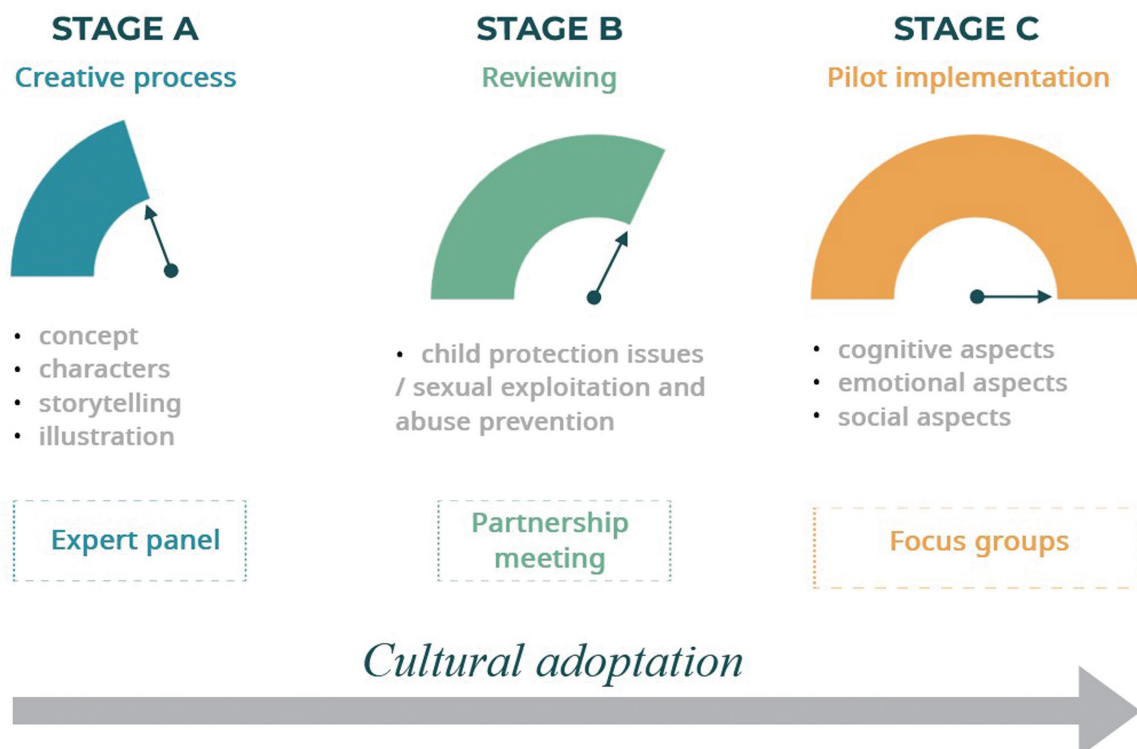 STAGE A
Creative process
• concept
• characters
• storytelling
• illustration
Expert panel
STAGE B
Reviewing
• child protection issues
/ sexual exploitation and
abuse prevention
Partnership
meeting
STAGE C
Pilot implementation
• cognitive aspects
• emotional aspects
• social aspects
Focus groups
Cultural adoptation